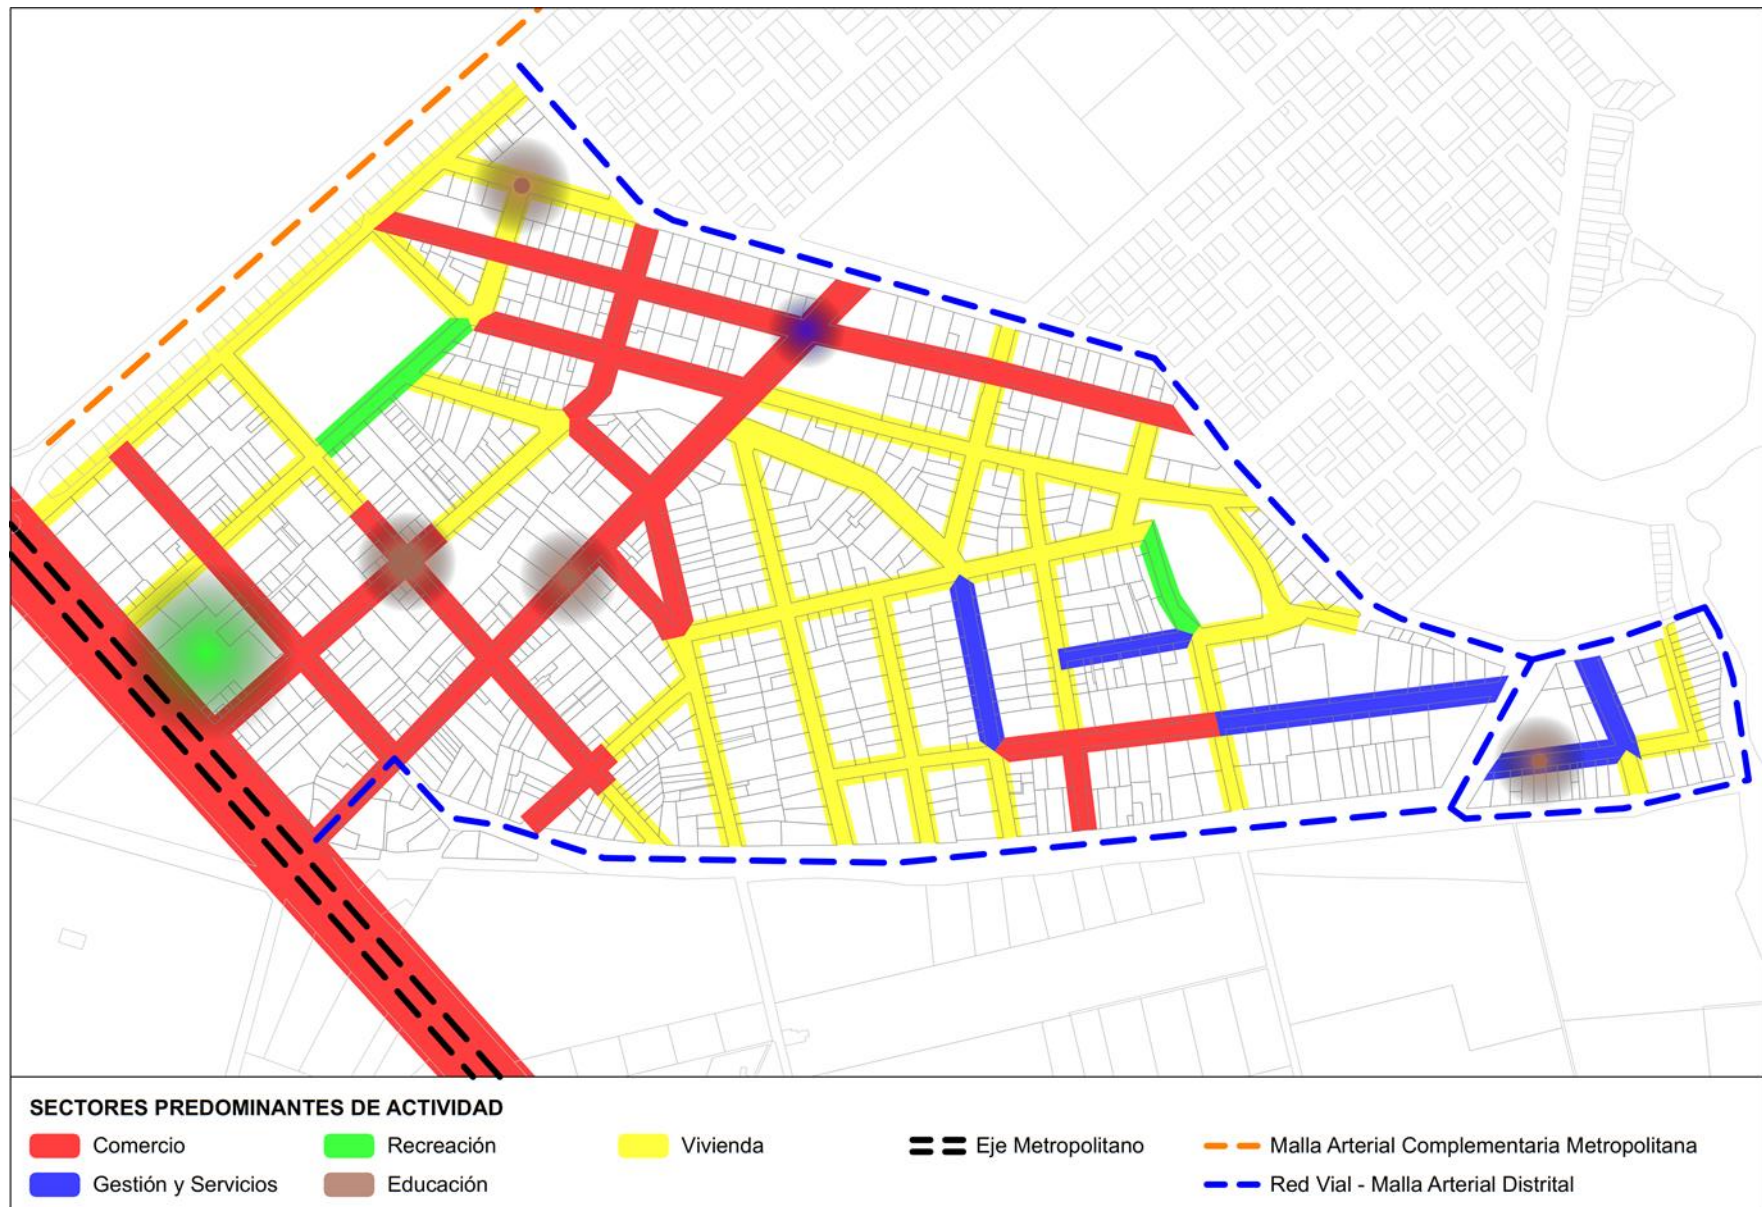 SECTORES PREDOMINANTES DE ACTIVIDAD
Comercio
Recreación
Vivienda
Eje Metropolitano
Malla Arterial Complementaria Metropolitana
Gestión y Servicios
Educación
Red Vial - Malla Arterial Distrital